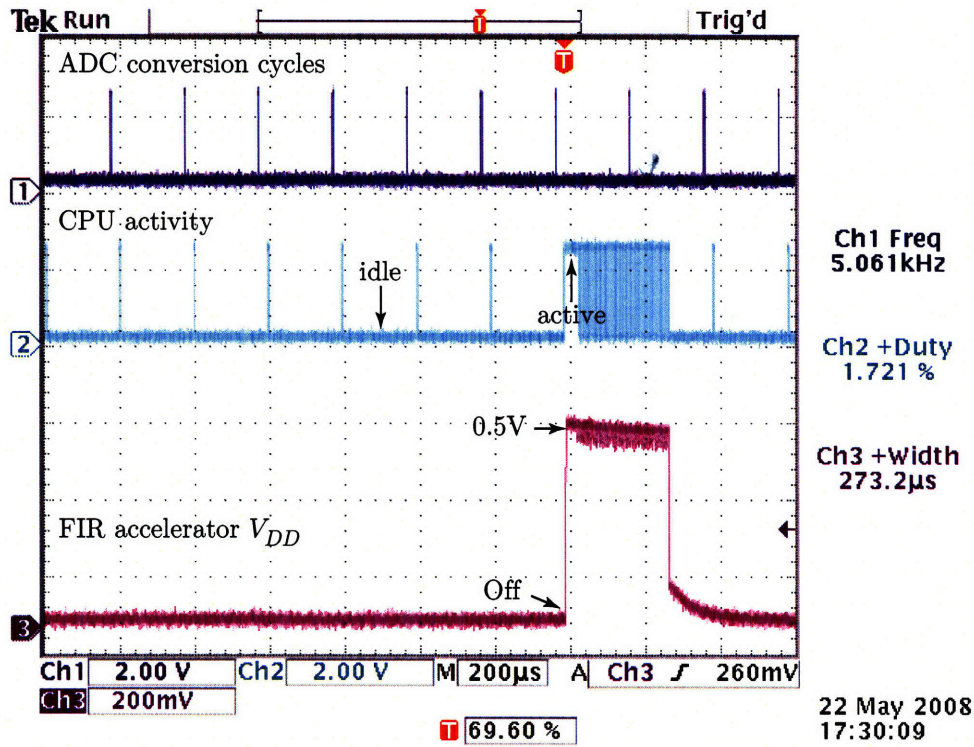 Tek Run Trig'd
T
T
ADC conversion cycles
1
CPU activity
Ch1 Freq
5.061kHz
idle
active
2
Ch2 +Duty
1.721 %
0.5V
Ch3 +Width
273.2µs
FIR accelerator VDD
Off
3
Ch1 2.00 V Ch2 2.00 V M 200µs A Ch3 260mV
Ch3 200mV
T 69.60 %
22 May 2008
17:30:09